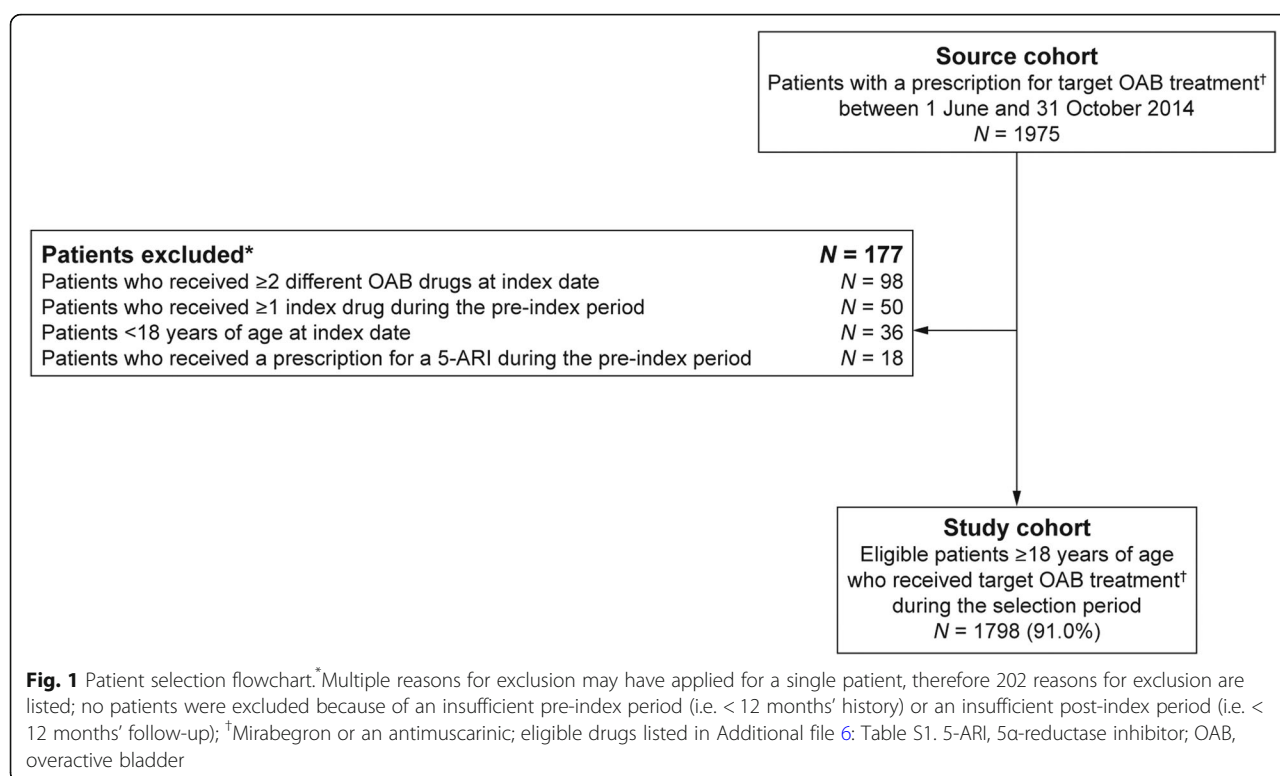 Source cohort
Patients with a prescription for target OAB treatment†
between 1 June and 31 October 2014
N = 1975
Patients excluded* N = 177
Patients who received ≥2 different OAB drugs at index date N = 98
Patients who received ≥1 index drug during the pre-index period N = 50
Patients <18 years of age at index date N = 36
Patients who received a prescription for a 5-ARI during the pre-index period N = 18
Study cohort
Eligible patients ≥18 years of age
who received target OAB treatment†
during the selection period
N = 1798 (91.0%)
Fig. 1 Patient selection flowchart.*Multiple reasons for exclusion may have applied for a single patient, therefore 202 reasons for exclusion are
listed; no patients were excluded because of an insufficient pre-index period (i.e. < 12 months’ history) or an insufficient post-index period (i.e. <
12 months’ follow-up); †Mirabegron or an antimuscarinic; eligible drugs listed in Additional file 6: Table S1. 5-ARI, 5α-reductase inhibitor; OAB,
overactive bladder